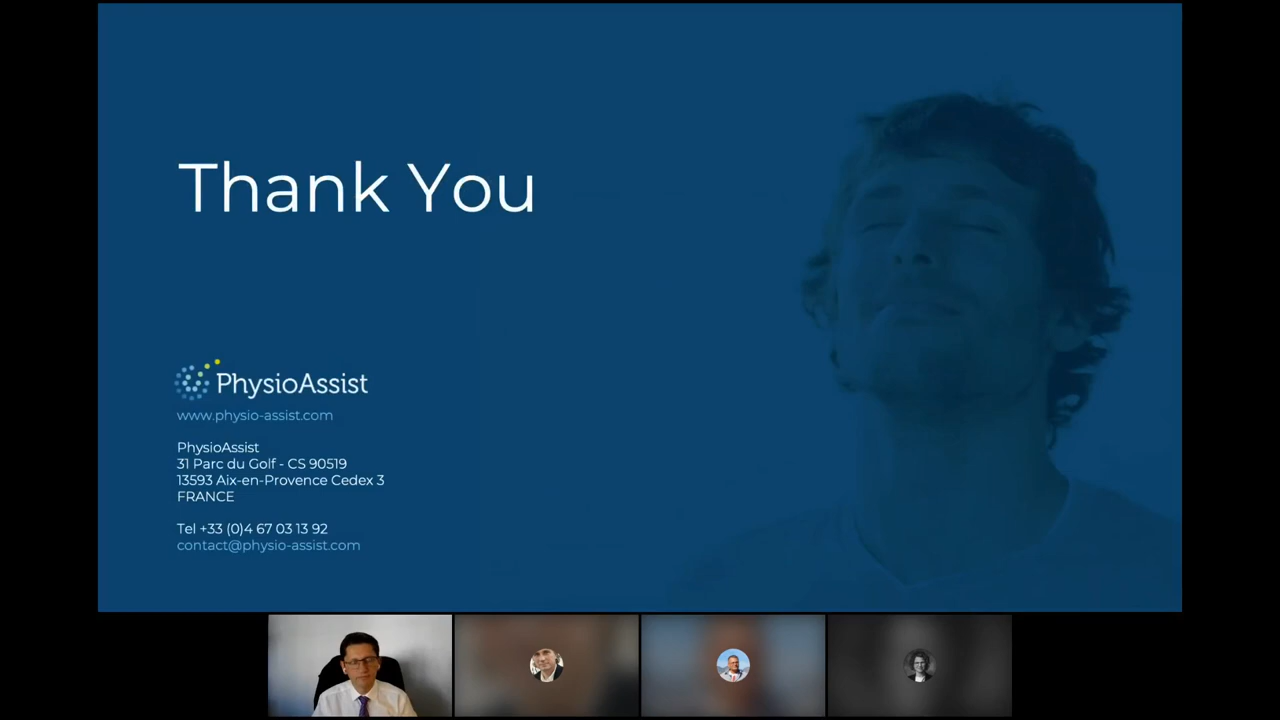 Thank You
PhysioAssist
www.physio-assist.com
PhysioAssist
31 Parc du Golf - CS 90519
13593 Aix-en-Provence Cedex 3
FRANCE
Tel +33 (0)4 67 03 13 92
contact@physio-assist.com